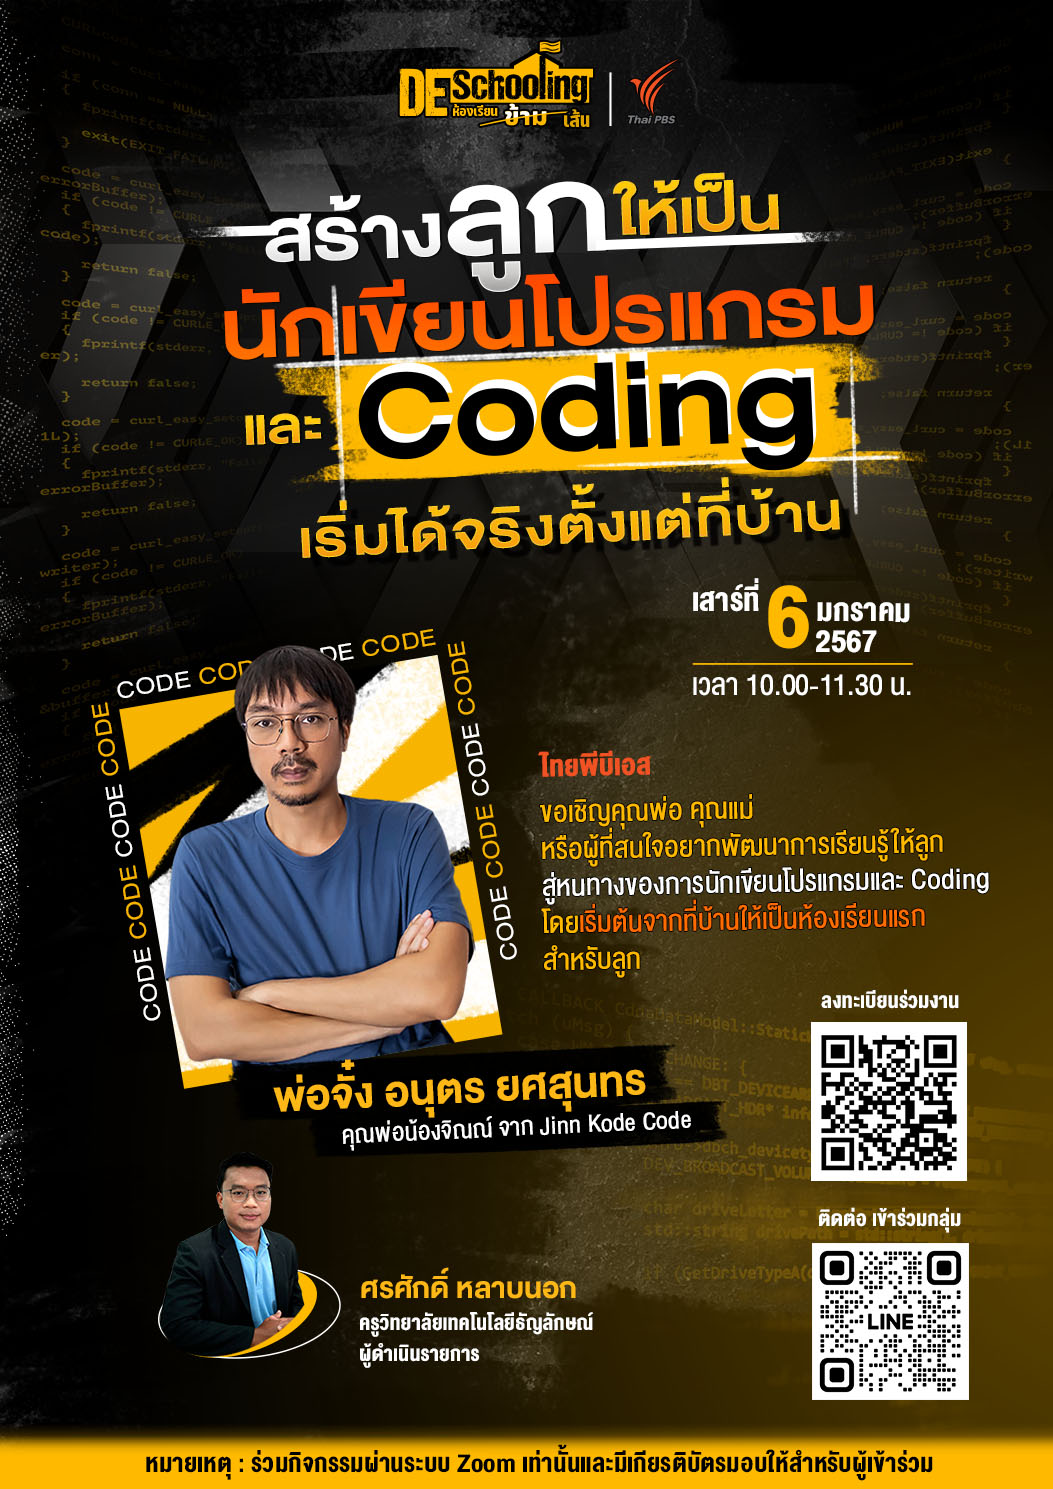 DESchooling
ห้องเรียน ข้าม เส้น
Thai PBS
สร้างลูกให้เป็น
นักเขียนโปรแกรม
และ Coding
เริ่มได้จริงตั้งแต่ที่บ้าน
เสาร์ที่ 6 มกราคม 2567
เวลา 10.00-11.30 น.
CODE CODE CODE CODE
CODE CODE CODE CODE
CODE CODE CODE CODE
ไทยพีบีเอส
ขอเชิญคุณพ่อ คุณแม่
หรือผู้ที่สนใจอยากพัฒนาการเรียนรู้ให้ลูก
สู่หนทางของการนักเขียนโปรแกรมและ Coding
โดยเริ่มต้นจากที่บ้านให้เป็นห้องเรียนแรก
สำหรับลูก
ลงทะเบียนร่วมงาน
พ่อจั๋ง อนุตร ยศสุนทร
คุณพ่อน้องจิณณ์ จาก Jinn Kode Code
ติดต่อ เข้าร่วมกลุ่ม
LINE
ศรศักดิ์ หลาบนอก
ครูวิทยาลัยเทคโนโลยีธัญลักษณ์
ผู้ดำเนินรายการ
หมายเหตุ : ร่วมกิจกรรมผ่านระบบ Zoom เท่านั้นและมีเกียรติบัตรมอบให้สำหรับผู้เข้าร่วม